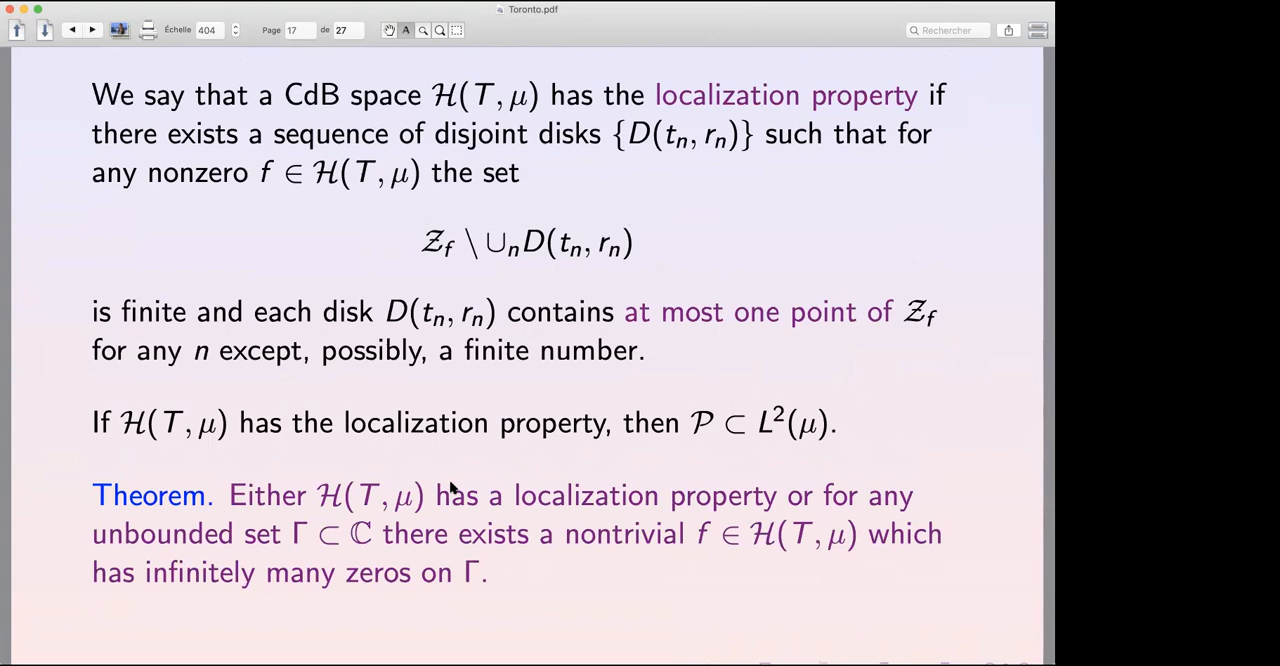 Toronto.pdf
Échelle 404 Page 17 de 27 Rechercher
We say that a CdB space ℋ(T, μ) has the localization property if
there exists a sequence of disjoint disks {D(tₙ, rₙ)} such that for
any nonzero f ∈ ℋ(T, μ) the set
𝒵_f \ ∪ₙD(tₙ, rₙ)
is finite and each disk D(tₙ, rₙ) contains at most one point of 𝒵_f
for any n except, possibly, a finite number.
If ℋ(T, μ) has the localization property, then 𝒫 ⊂ L²(μ).
Theorem. Either ℋ(T, μ) has a localization property or for any
unbounded set Γ ⊂ ℂ there exists a nontrivial f ∈ ℋ(T, μ) which
has infinitely many zeros on Γ.